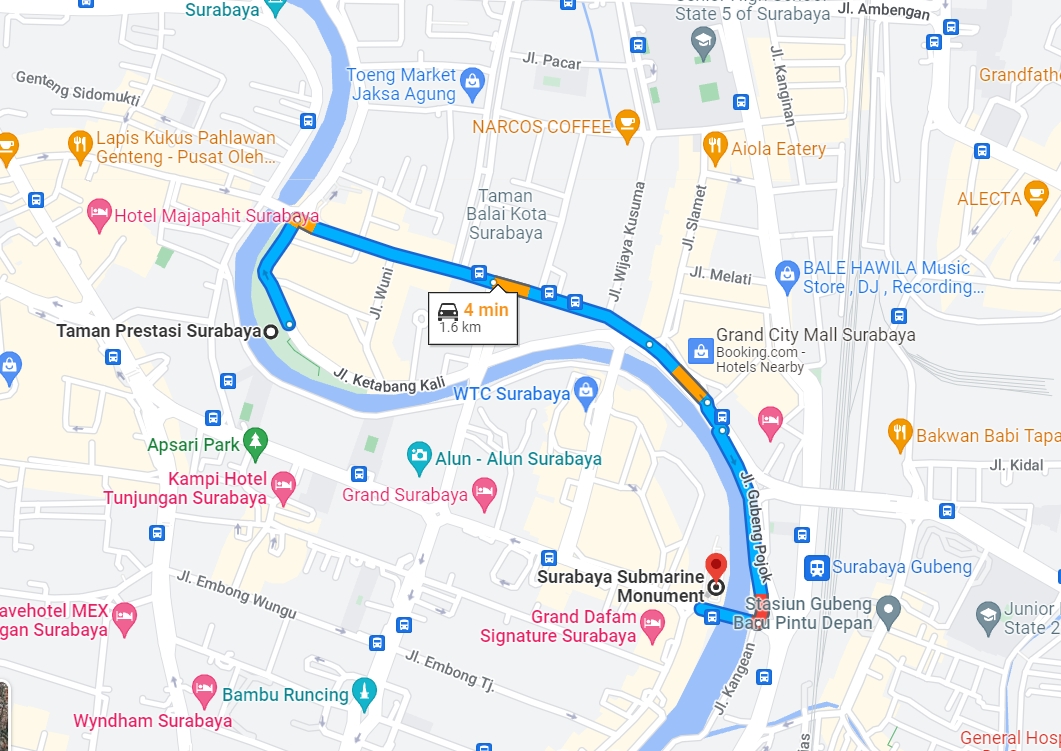 Surabaya
State 5 of Surabaya
Jl. Ambengan
Jl. Pacar
Toeng Market
Jaksa Agung
Genteng Sidomukti
Jl. Kanginan
Grandfathe
NARCOS COFFEE
Lapis Kukus Pahlawan
Genteng - Pusat Oleh...
Aiola Eatery
ALECTA
Hotel Majapahit Surabaya
Taman
Balai Kota
Surabaya
Jl. Wijaya Kusuma
Jl. Slamet
Jl. Melati
BALE HAWILA Music
Store , DJ , Recording...
Jl. Wuni
4 min
1.6 km
Taman Prestasi Surabaya
Grand City Mall Surabaya
Booking.com -
Hotels Nearby
Jl. Ketabang Kali
WTC Surabaya
Apsari Park
Alun - Alun Surabaya
Bakwan Babi Tapa
Jl. Kidal
Kampi Hotel
Tunjungan Surabaya
Grand Surabaya
Jl. Gubeng Pojok
Surabaya Submarine
Monument
Surabaya Gubeng
Jl. Embong Wungu
avehotel MEX
gan Surabaya
Grand Dafam
Signature Surabaya
Stasiun Gubeng
Baru Pintu Depan
Junior
State 2
Jl. Kangean
Jl. Embong Tj.
Bambu Runcing
Wyndham Surabaya
General Hosp